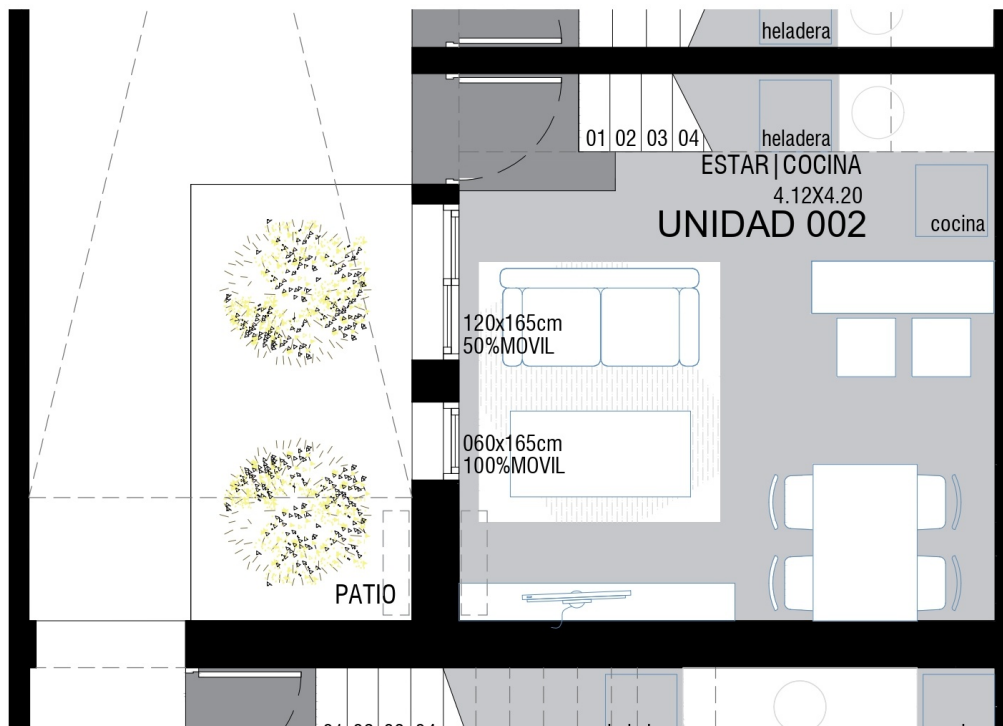 heladera
01 02 03 04
heladera
ESTAR|COCINA
4.12X4.20
UNIDAD 002
cocina
120x165cm
50%MOVIL
060x165cm
100%MOVIL
PATIO